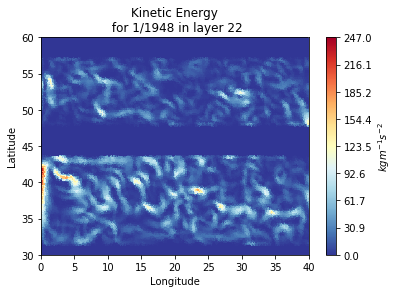 Kinetic Energy
for 1/1948 in layer 22
60
55
50
45
40
35
30
Latitude
0 5 10 15 20 25 30 35 40
Longitude
247.0
216.1
185.2
154.4
123.5
92.6
61.7
30.9
0.0
kgm⁻¹s⁻²